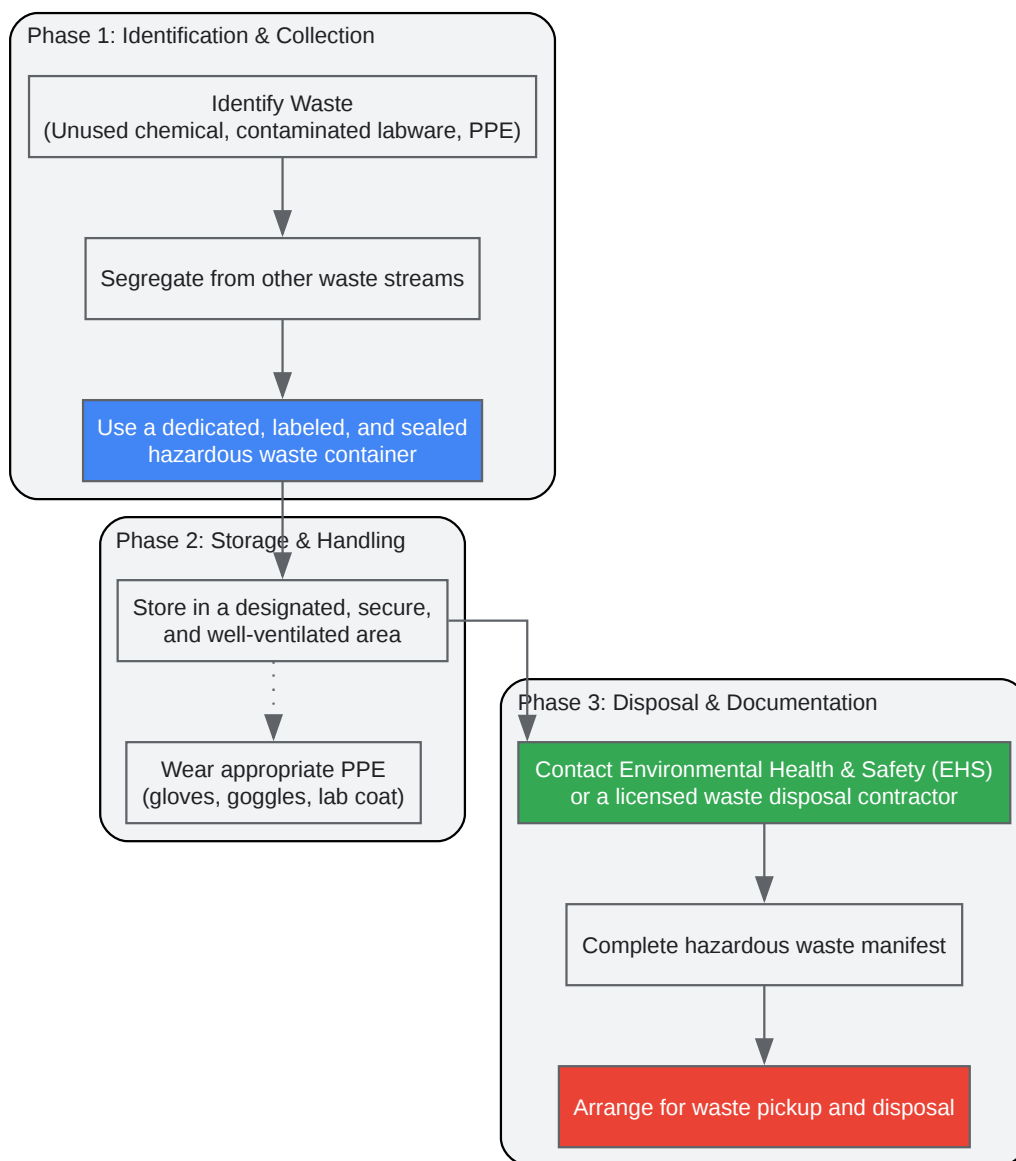 Phase 1: Identification & Collection
Identify Waste
(Unused chemical, contaminated labware, PPE)
Segregate from other waste streams
Use a dedicated, labeled, and sealed
hazardous waste container
Phase 2: Storage & Handling
Store in a designated, secure,
and well-ventilated area
Wear appropriate PPE
(gloves, goggles, lab coat)
Phase 3: Disposal & Documentation
Contact Environmental Health & Safety (EHS)
or a licensed waste disposal contractor
Complete hazardous waste manifest
Arrange for waste pickup and disposal